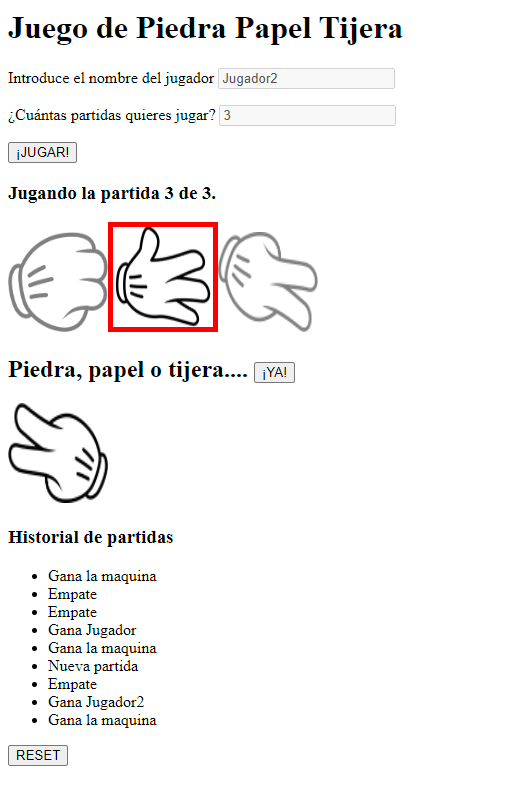 Juego de Piedra Papel Tijera
Introduce el nombre del jugador Jugador2
¿Cuántas partidas quieres jugar? 3
¡JUGAR!
Jugando la partida 3 de 3.
Piedra, papel o tijera.... ¡YA!
Historial de partidas
Gana la maquina
Empate
Empate
Gana Jugador
Gana la maquina
Nueva partida
Empate
Gana Jugador2
Gana la maquina
RESET